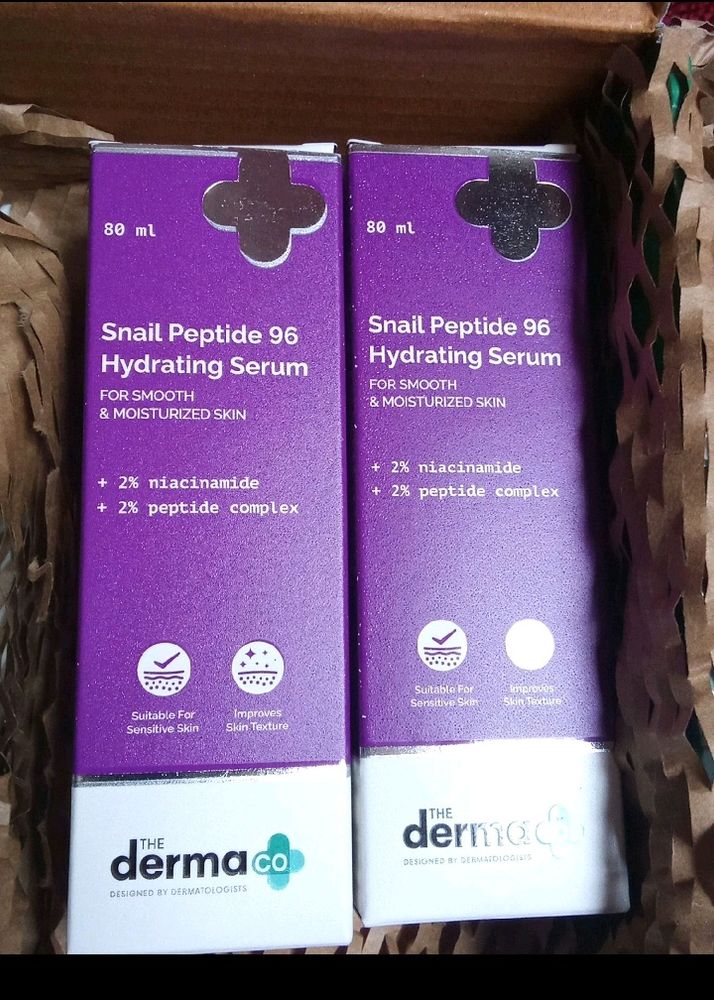 80 ml
Snail Peptide 96
Hydrating Serum
FOR SMOOTH
& MOISTURIZED SKIN
+ 2% niacinamide
+ 2% peptide complex
Suitable For
Sensitive Skin
Improves
Skin Texture
THE
derma co
DESIGNED BY DERMATOLOGISTS
80 ml
Snail Peptide 96
Hydrating Serum
FOR SMOOTH
& MOISTURIZED SKIN
+ 2% niacinamide
+ 2% peptide complex
Suitable For
Sensitive Skin
Improves
Skin Texture
THE
derma co
DESIGNED BY DERMATOLOGISTS